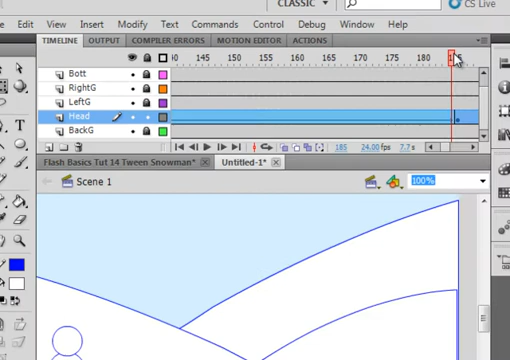 CLASSIC
CS Live
Edit View Insert Modify Text Commands Control Debug Window Help
TIMELINE OUTPUT COMPILER ERRORS MOTION EDITOR ACTIONS
145 150 155 160 165 170 175 180
Bott
RightG
LeftG
Head
BackG
185 24.00 fps 7.7 s
Flash Basics Tut 14 Tween Snowman* Untitled-1*
Scene 1
100%